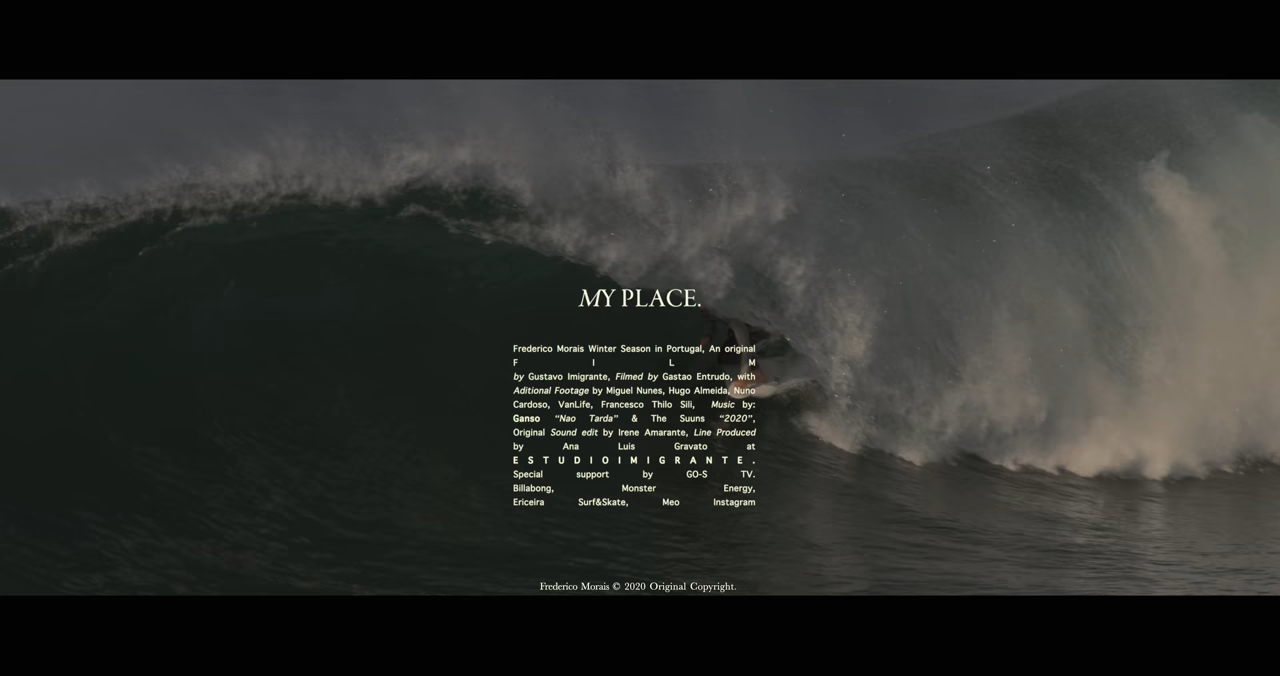 MY PLACE.
Frederico Morais Winter Season in Portugal, An original
F I L M
by Gustavo Imigrante, Filmed by Gastao Entrudo, with
Aditional Footage by Miguel Nunes, Hugo Almeida, Nuno
Cardoso, VanLife, Francesco Thilo Sili, Music by:
Ganso “Nao Tarda” & The Suuns “2020”,
Original Sound edit by Irene Amarante, Line Produced
by Ana Luis Gravato at
E S T U D I O I M I G R A N T E .
Special support by GO-S TV.
Billabong, Monster Energy,
Ericeira Surf&Skate, Meo Instagram
Frederico Morais © 2020 Original Copyright.